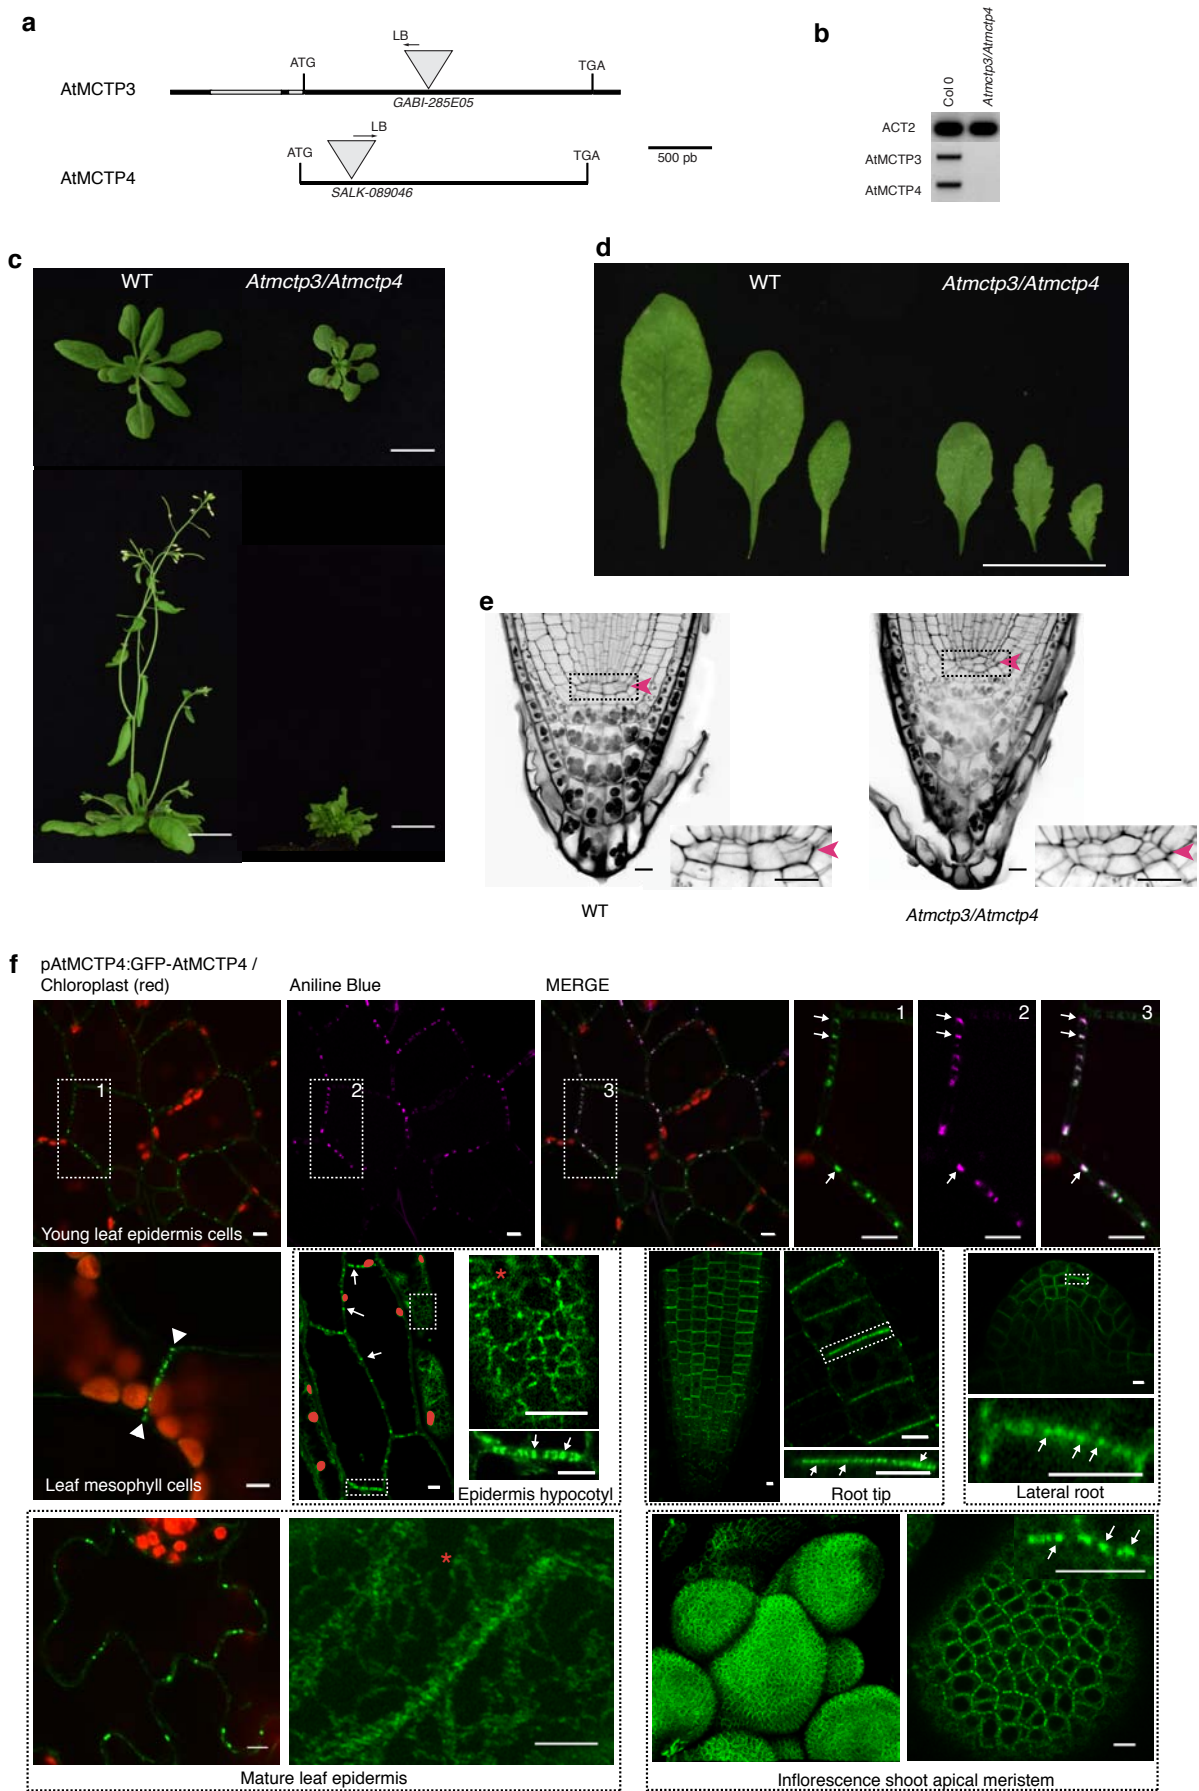 a
LB
ATG
TGA
AtMCTP3
GABI-285E05
LB
ATG
TGA
AtMCTP4
500 pb
SALK-089046
b
Col 0
Atmctp3/Atmctp4
ACT2
AtMCTP3
AtMCTP4
c
WT
Atmctp3/Atmctp4
d
WT
Atmctp3/Atmctp4
e
WT
Atmctp3/Atmctp4
f
pAtMCTP4:GFP-AtMCTP4 /
Chloroplast (red)
Aniline Blue
MERGE
1
2
3
1
2
3
Young leaf epidermis cells
*
Leaf mesophyll cells
Epidermis hypocotyl
Root tip
Lateral root
*
Mature leaf epidermis
Inflorescence shoot apical meristem